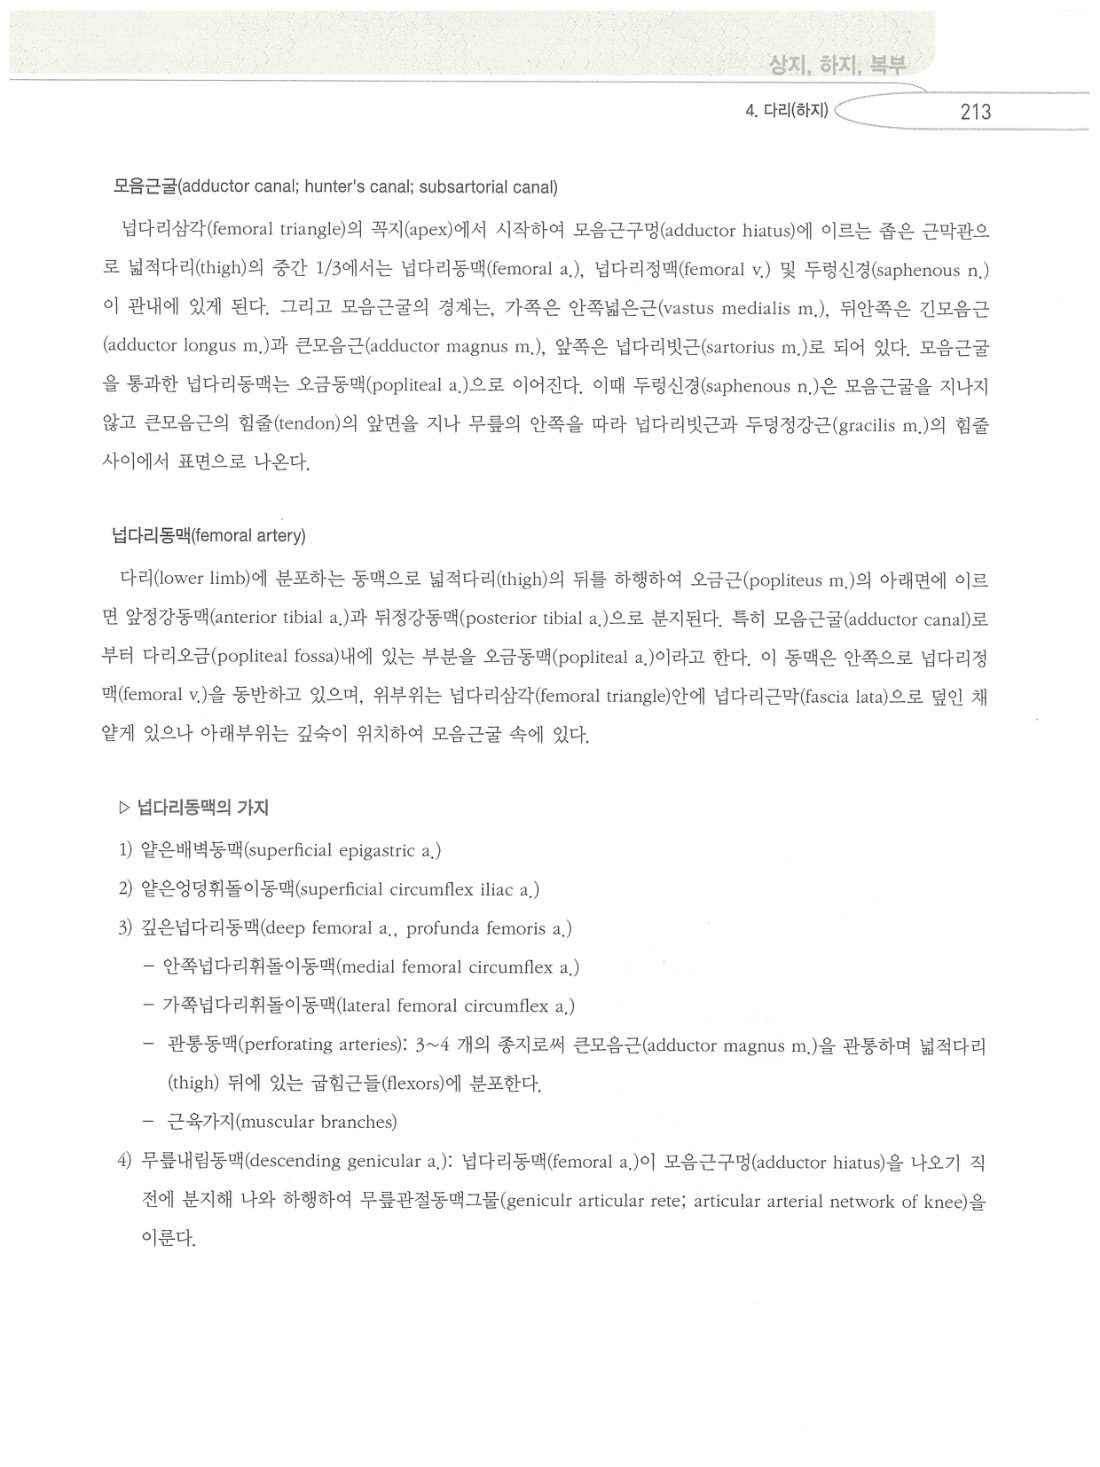 상지, 하지, 복부
4. 다리(하지)
213
모음근굴(adductor canal; hunter's canal; subsartorial canal)
넙다리삼각(femoral triangle)의 꼭지(apex)에서 시작하여 모음근구멍(adductor hiatus)에 이르는 좁은 근막관으
로 넓적다리(thigh)의 중간 1/3에서는 넙다리동맥(femoral a.), 넙다리정맥(femoral v.) 및 두렁신경(saphenous n.)
이 관내에 있게 된다. 그리고 모음근굴의 경계는, 가쪽은 안쪽넓은근(vastus medialis m.), 뒤안쪽은 긴모음근
(adductor longus m.)과 큰모음근(adductor magnus m.), 앞쪽은 넙다리빗근(sartorius m.)로 되어 있다. 모음근굴
을 통과한 넙다리동맥는 오금동맥(popliteal a.)으로 이어진다. 이때 두렁신경(saphenous n.)은 모음근굴을 지나지
않고 큰모음근의 힘줄(tendon)의 앞면을 지나 무릎의 안쪽을 따라 넙다리빗근과 두덩정강근(gracilis m.)의 힘줄
사이에서 표면으로 나온다.
넙다리동맥(femoral artery)
다리(lower limb)에 분포하는 동맥으로 넓적다리(thigh)의 뒤를 하행하여 오금근(popliteus m.)의 아래면에 이르
면 앞정강동맥(anterior tibial a.)과 뒤정강동맥(posterior tibial a.)으로 분지된다. 특히 모음근굴(adductor canal)로
부터 다리오금(popliteal fossa)내에 있는 부분을 오금동맥(popliteal a.)이라고 한다. 이 동맥은 안쪽으로 넙다리정
맥(femoral v.)을 동반하고 있으며, 위부위는 넙다리삼각(femoral triangle)안에 넙다리근막(fascia lata)으로 덮인 채
얕게 있으나 아래부위는 깊숙이 위치하여 모음근굴 속에 있다.
▷ 넙다리동맥의 가지
1) 얕은배벽동맥(superficial epigastric a.)
2) 얕은엉덩휘돌이동맥(superficial circumflex iliac a.)
3) 깊은넙다리동맥(deep femoral a., profunda femoris a.)
− 안쪽넙다리휘돌이동맥(medial femoral circumflex a.)
− 가쪽넙다리휘돌이동맥(lateral femoral circumflex a.)
− 관통동맥(perforating arteries): 3~4 개의 종지로써 큰모음근(adductor magnus m.)을 관통하며 넓적다리
(thigh) 뒤에 있는 굽힘근들(flexors)에 분포한다.
− 근육가지(muscular branches)
4) 무릎내림동맥(descending genicular a.): 넙다리동맥(femoral a.)이 모음근구멍(adductor hiatus)을 나오기 직
전에 분지해 나와 하행하여 무릎관절동맥그물(geniculr articular rete; articular arterial network of knee)을
이룬다.